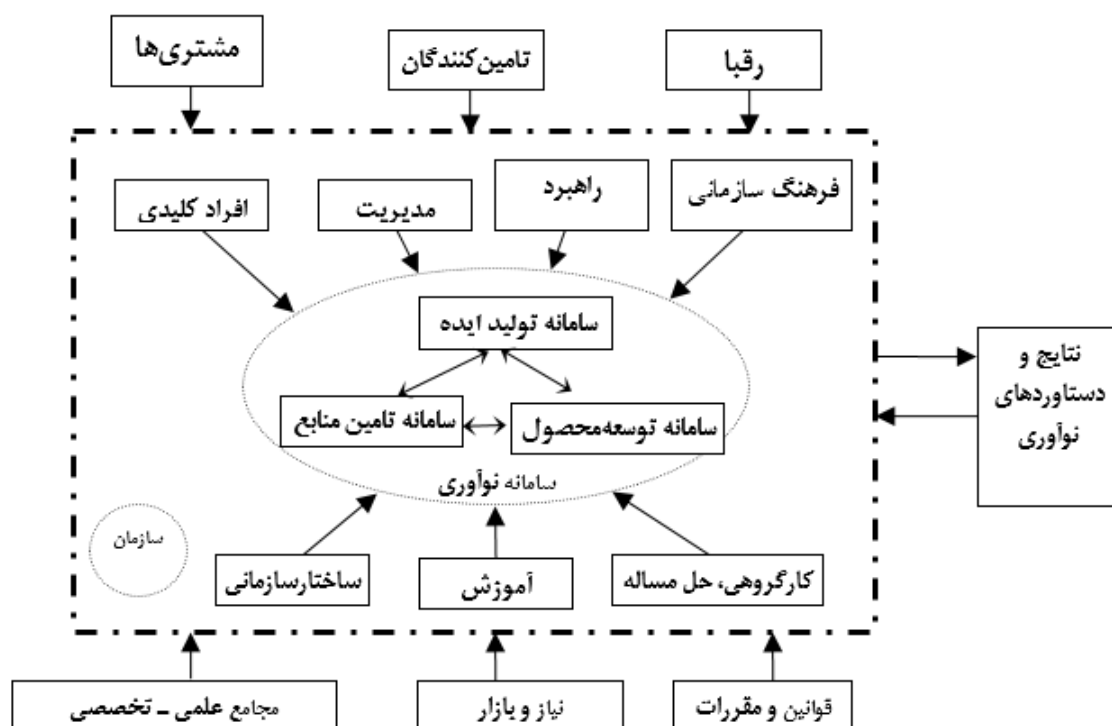 رقبا
تامین‌کنندگان
مشتری‌ها
فرهنگ سازمانی
راهبرد
مدیریت
افراد کلیدی
سامانه تولید ایده
سامانه توسعه‌محصول
سامانه تامین منابع
سامانه نوآوری
نتایج و
دستاوردهای
نوآوری
سازمان
کارگروهی، حل مساله
آموزش
ساختارسازمانی
قوانین و مقررات
نیاز و بازار
مجامع علمی ـ تخصصی